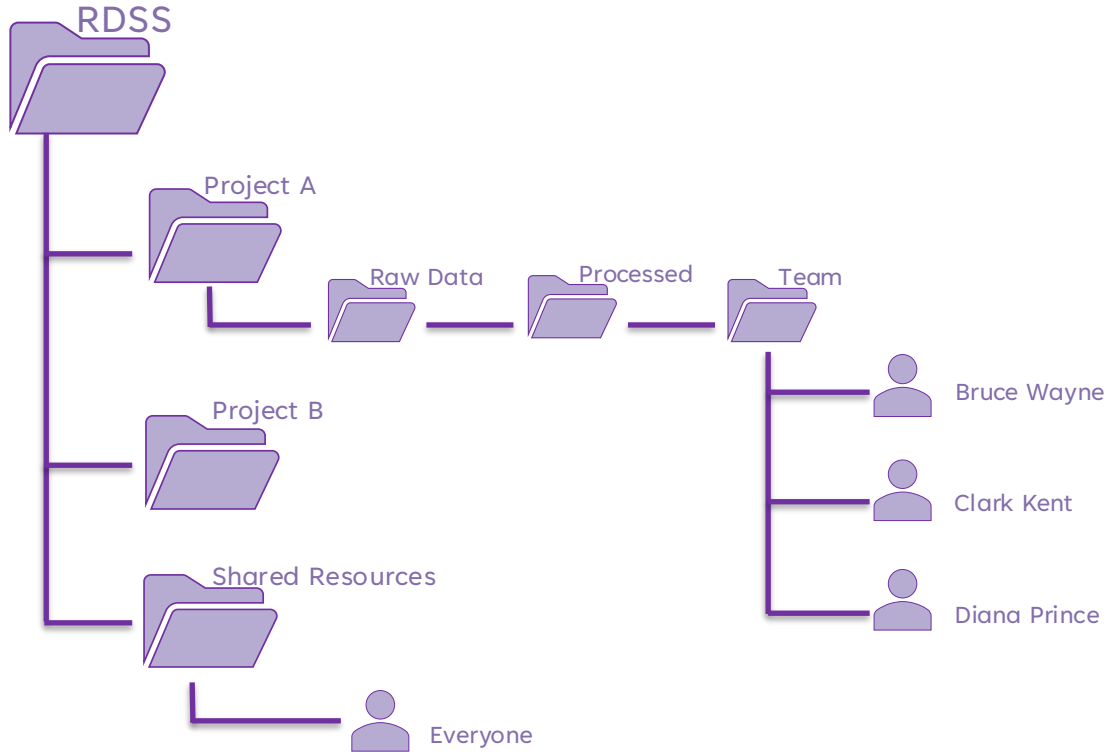 RDSS
Project A
Raw Data
Processed
Team
Bruce Wayne
Project B
Clark Kent
Shared Resources
Diana Prince
Everyone